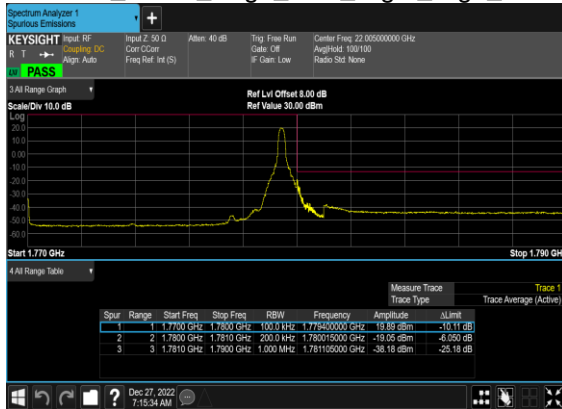 Spectrum Analyzer 1
Spurious Emissions
+
KEYSIGHT Input: RF Input Z: 50 Ω Atten: 40 dB Trig: Free Run Center Freq: 22.005000000 GHz
R T Coupling: DC Corr CCorr Gate: Off Avg|Hold: 100/100
Align: Auto Freq Ref: Int (S) IF Gain: Low Radio Std: None
PASS
3 All Range Graph
Ref Lvl Offset 8.00 dB
Scale/Div 10.0 dB Ref Value 30.00 dBm
Log
20.0
10.0
0.00
-10.0
-20.0
-30.0
-40.0
-50.0
-60.0
Start 1.770 GHz Stop 1.790 GH
4 All Range Table
Measure Trace Trace 1
Trace Type Trace Average (Active)
Spur Range Start Freq Stop Freq RBW Frequency Amplitude ΔLimit
1 1 1.7700 GHz 1.7800 GHz 100.0 kHz 1.779400000 GHz 19.89 dBm -10.11 dB
2 2 1.7800 GHz 1.7810 GHz 200.0 kHz 1.780015000 GHz -19.05 dBm -6.050 dB
3 3 1.7810 GHz 1.7900 GHz 1.000 MHz 1.781105000 GHz -38.18 dBm -25.18 dB
? Dec 27, 2022
7:15:34 AM